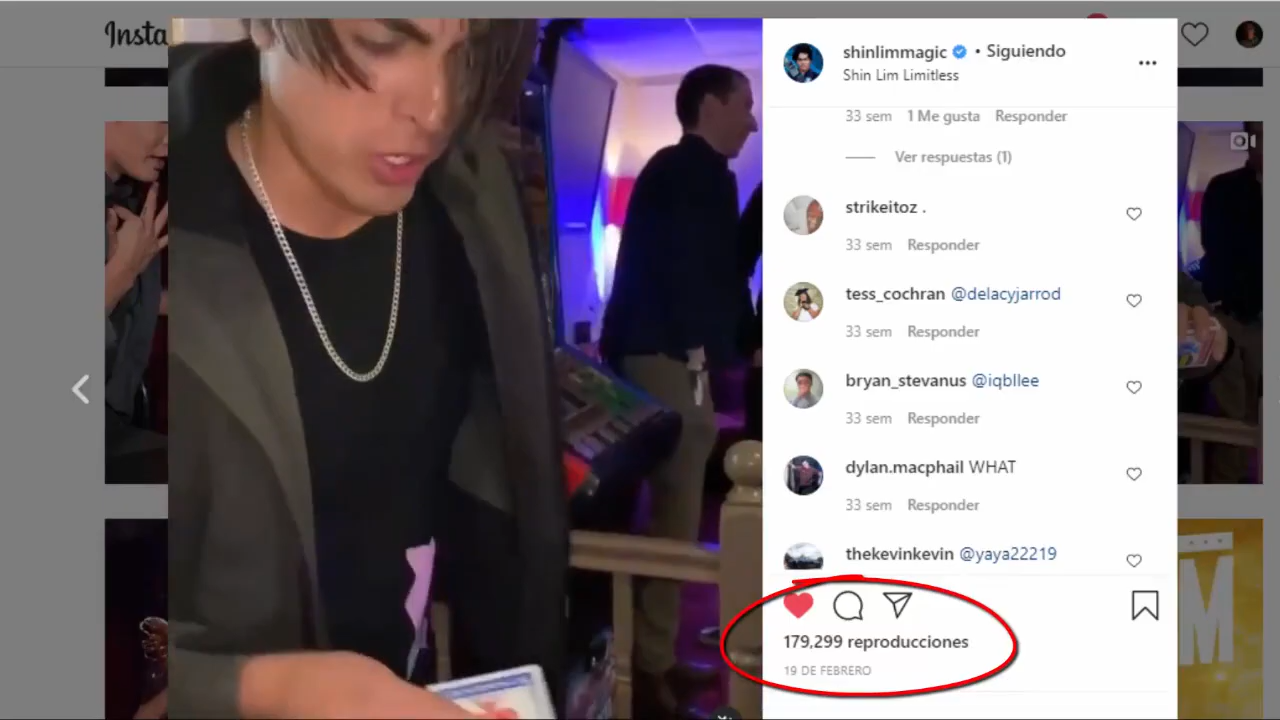 Insta
shinlimmagic • Siguiendo
Shin Lim Limitless
33 sem 1 Me gusta Responder
Ver respuestas (1)
strikeitoz .
33 sem Responder
tess_cochran @delacyjarrod
33 sem Responder
bryan_stevanus @iqbllee
33 sem Responder
dylan.macphail WHAT
33 sem Responder
thekevinkevin @yaya22219
179,299 reproducciones
19 DE FEBRERO
M